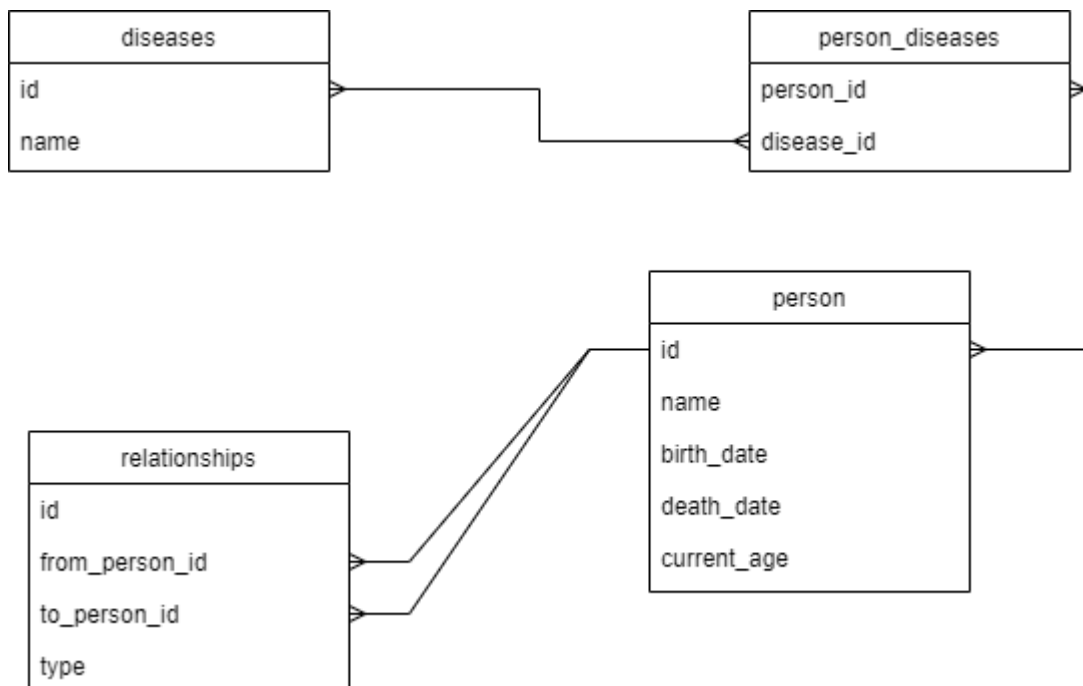 diseases
id
name
person_diseases
person_id
disease_id
person
id
name
birth_date
death_date
current_age
relationships
id
from_person_id
to_person_id
type